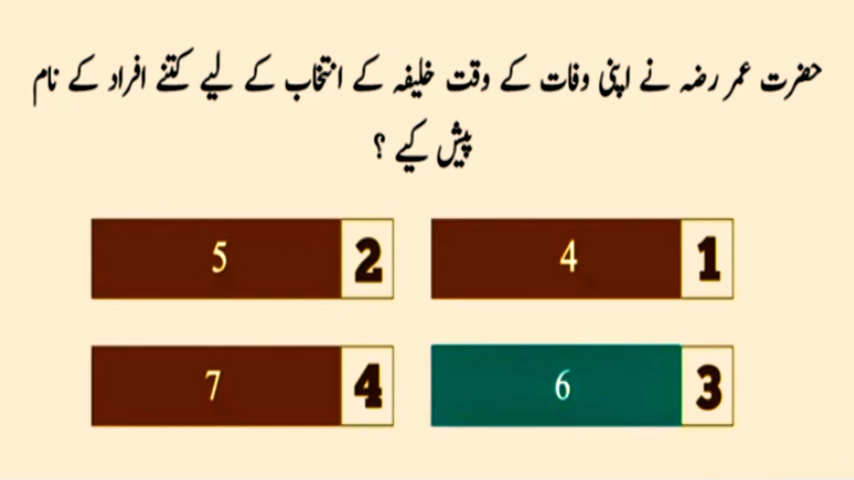 حضرت عمر رضہ نے اپنی وفات کے وقت خلیفہ کے انتخاب کے لیے کتنے افراد کے نام
پیش کیے ؟
1 4
2 5
3 6
4 7